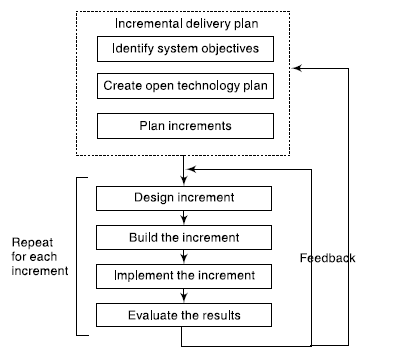 Incremental delivery plan
Identify system objectives
Create open technology plan
Plan increments
Design increment
Build the increment
Repeat
for each
increment
Feedback
Implement the increment
Evaluate the results